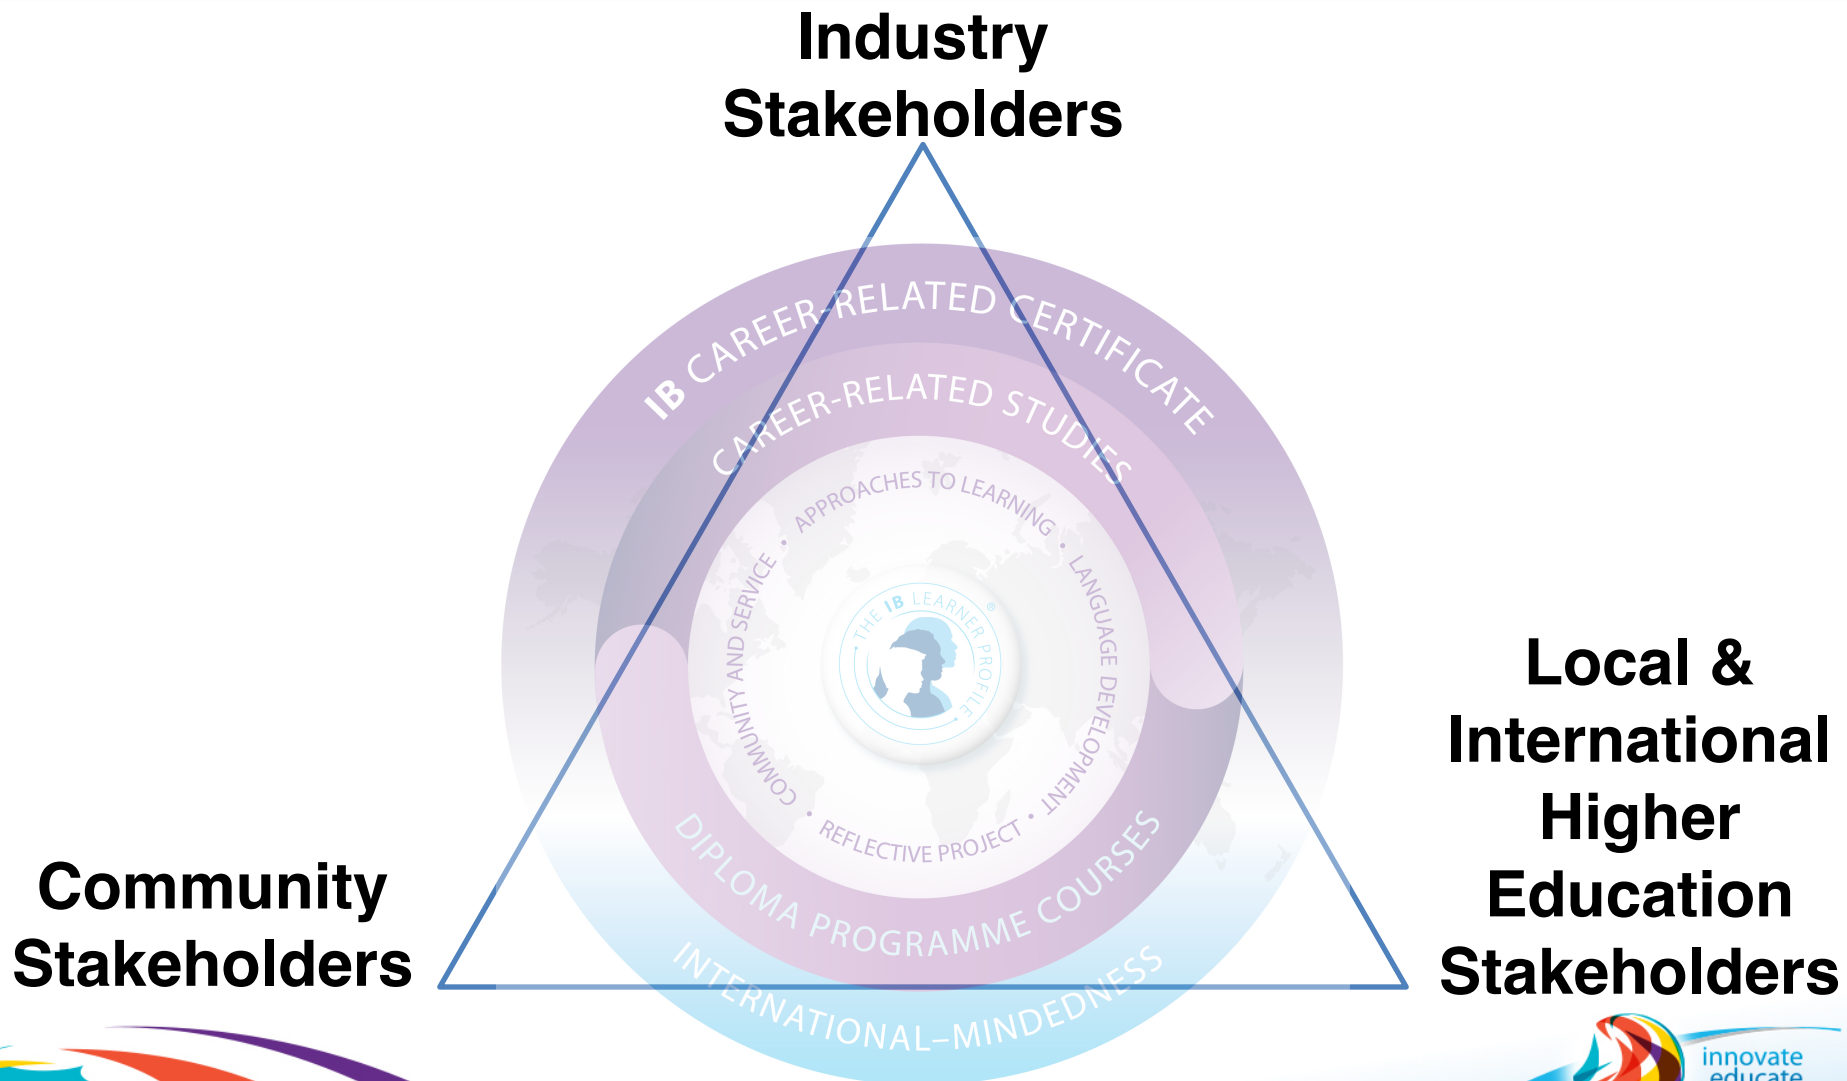 Industry
Stakeholders
IB CAREER-RELATED CERTIFICATE
CAREER-RELATED STUDIES
APPROACHES TO LEARNING •
LANGUAGE DEVELOPMENT •
REFLECTIVE PROJECT •
COMMUNITY AND SERVICE •
• THE IB LEARNER PROFILE • ®
DIPLOMA PROGRAMME COURSES
INTERNATIONAL–MINDEDNESS
Community
Stakeholders
Local &
International
Higher
Education
Stakeholders
innovate
educate